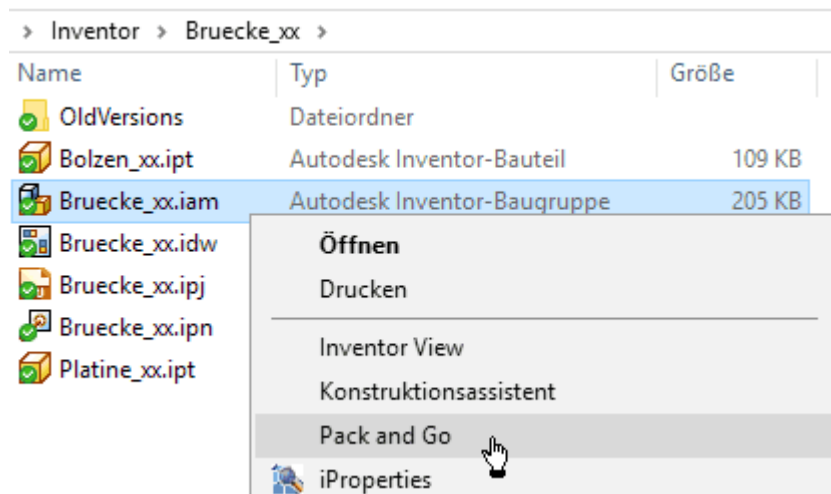 > Inventor > Bruecke_xx >
Name Typ Größe
OldVersions Dateiordner
Bolzen_xx.ipt Autodesk Inventor-Bauteil 109 KB
Bruecke_xx.iam Autodesk Inventor-Baugruppe 205 KB
Bruecke_xx.idw
Bruecke_xx.ipj
Bruecke_xx.ipn
Platine_xx.ipt
Öffnen
Drucken
Inventor View
Konstruktionsassistent
Pack and Go
iProperties